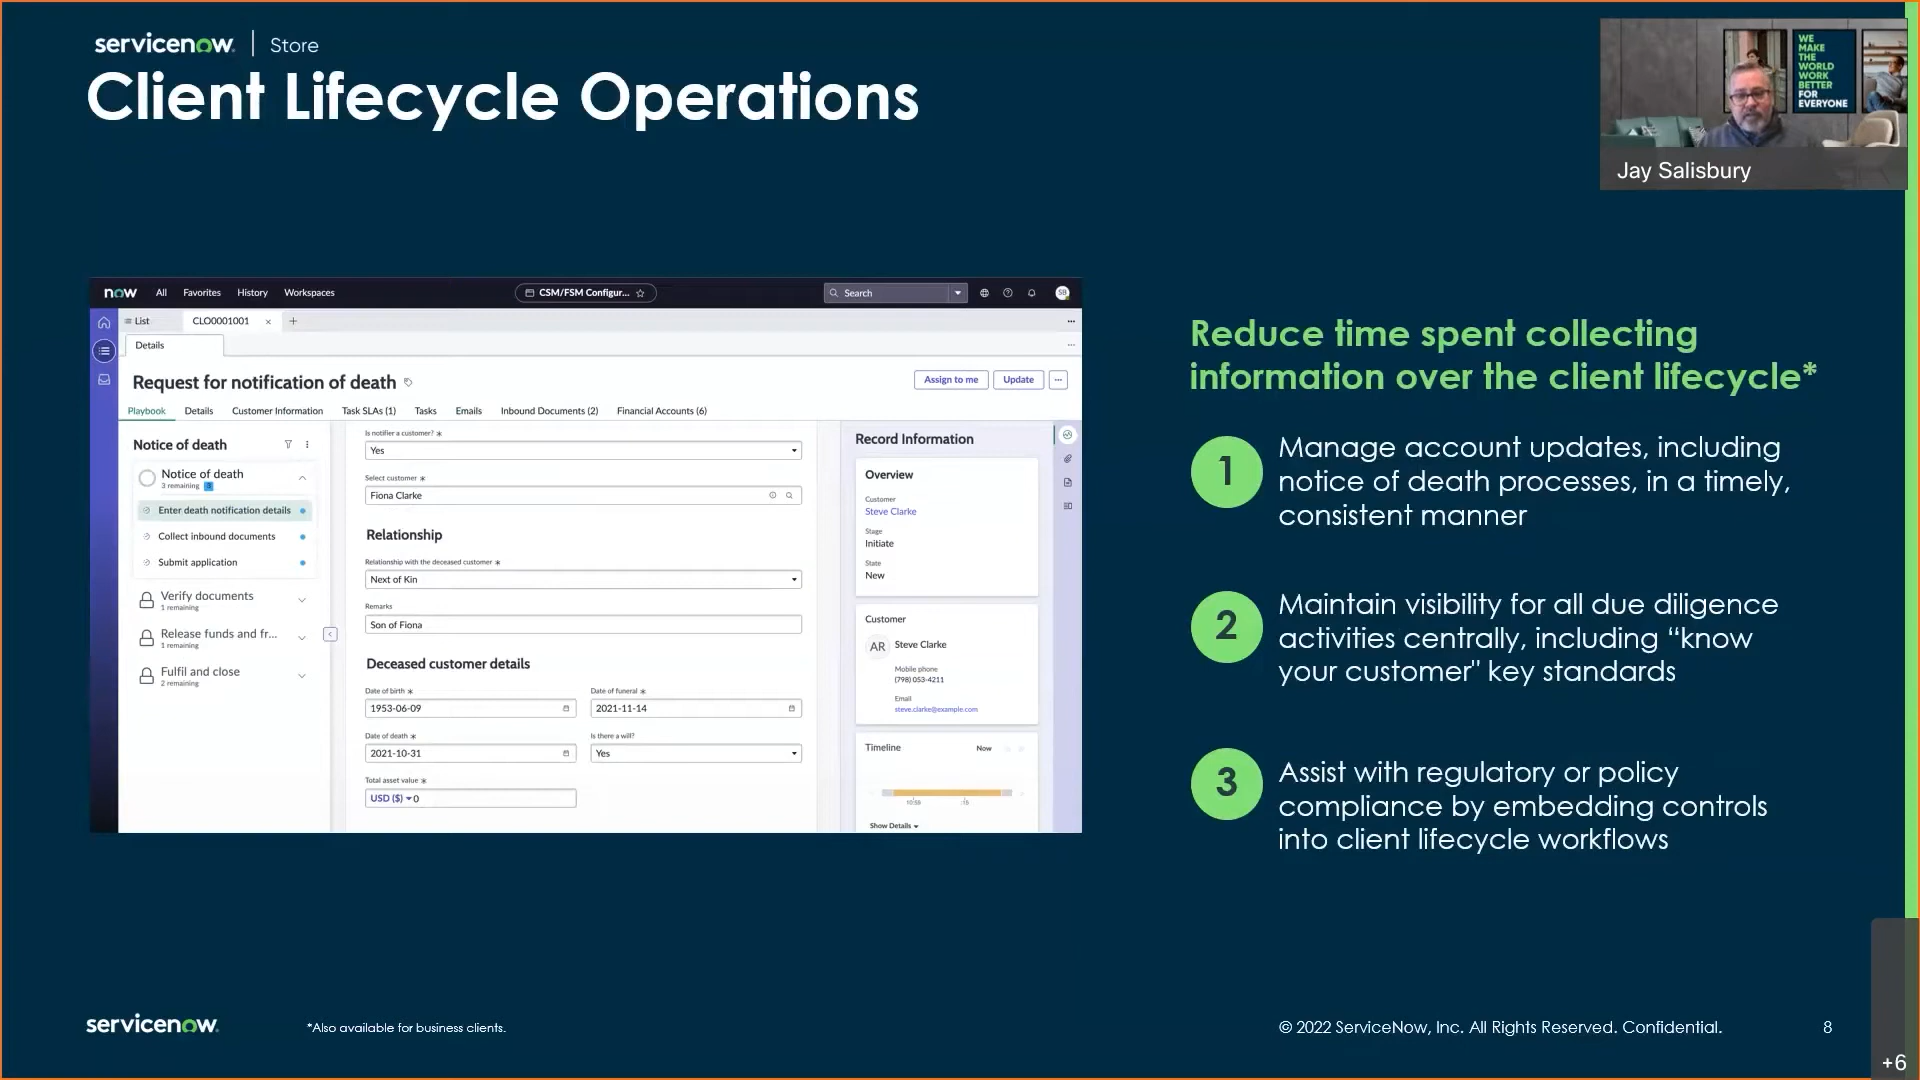 servicenow. | Store
Client Lifecycle Operations
WE
MAKE
THE
WORLD
WORK
BETTER
FOR
EVERYONE
Jay Salisbury
now All Favorites History Workspaces CSM/FSM Configur... Search SB
List CLO0001001 × +
Details
Request for notification of death
Assign to me Update
Playbook Details Customer Information Task SLAs (1) Tasks Emails Inbound Documents (2) Financial Accounts (6)
Notice of death
Notice of death
3 remaining
Enter death notification details
Collect inbound documents
Submit application
Verify documents
1 remaining
Release funds and fr...
1 remaining
Fulfil and close
2 remaining
Is notifier a customer? *
Yes
Select customer *
Fiona Clarke
Relationship
Relationship with the deceased customer *
Next of Kin
Remarks
Son of Fiona
Deceased customer details
Date of birth * Date of funeral *
1953-06-09 2021-11-14
Date of death * Is there a will?
2021-10-31 Yes
Total asset value *
USD ($) 0
Record Information
Overview
Customer
Steve Clarke
Stage
Initiate
State
New
Customer
AR Steve Clarke
Mobile phone
(798) 053-4211
Email
steve.clarke@example.com
Timeline Now
10:58 :15
Show Details
Reduce time spent collecting
information over the client lifecycle*
1 Manage account updates, including
notice of death processes, in a timely,
consistent manner
2 Maintain visibility for all due diligence
activities centrally, including “know
your customer" key standards
3 Assist with regulatory or policy
compliance by embedding controls
into client lifecycle workflows
servicenow.
*Also available for business clients.
© 2022 ServiceNow, Inc. All Rights Reserved. Confidential.
8
+6